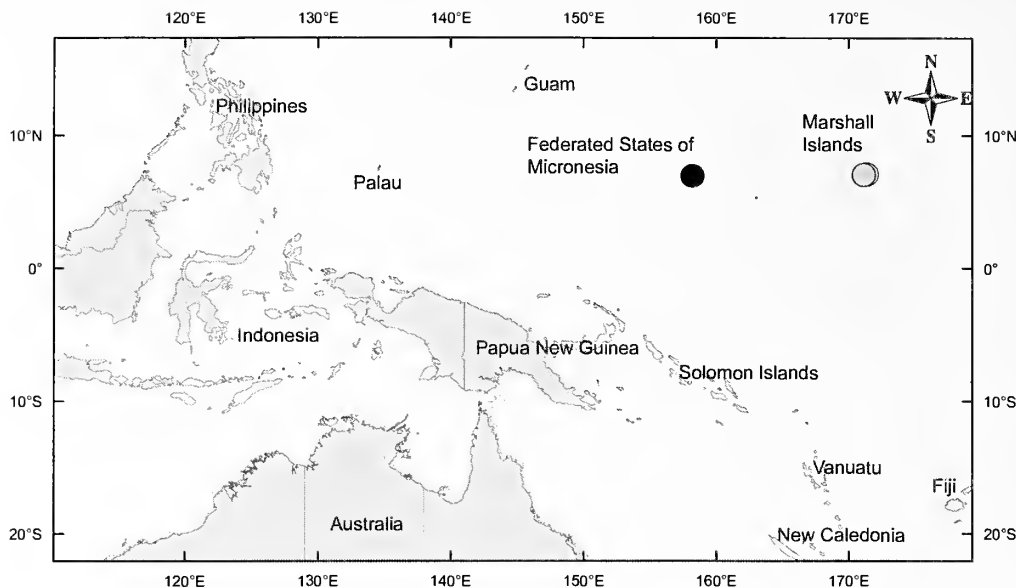 120°E 130°E 140°E 150°E 160°E 170°E
N
Guam
Philippines
W E
Marshall
Islands
S
10°N 10°N
Federated States of
Micronesia
Palau
0° 0°
Indonesia
Papua New Guinea
Solomon Islands
10°S 10°S
Vanuatu
Fiji
Australia
New Caledonia
20°S 20°S
120°E 130°E 140°E 150°E 160°E 170°E